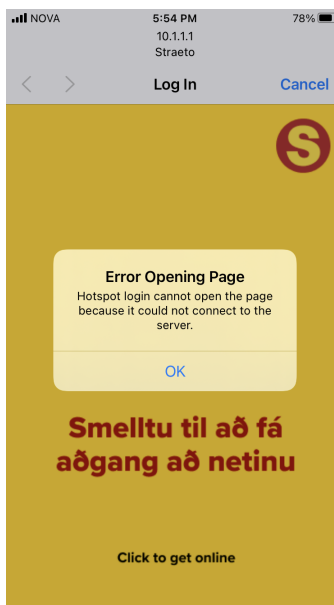 NOVA 5:54 PM 78%
10.1.1.1
Straeto
Log In Cancel
S
Error Opening Page
Hotspot login cannot open the page
because it could not connect to the
server.
OK
Smelltu til að fá
aðgang að netinu
Click to get online